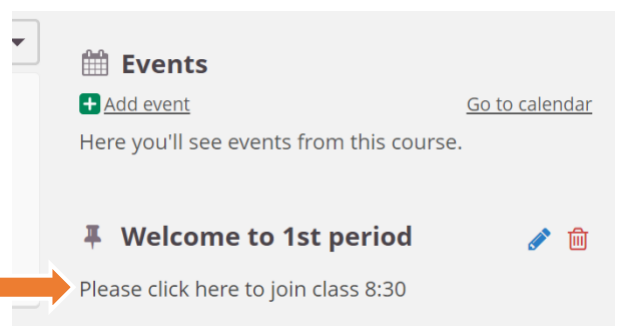 Events
Add event Go to calendar
Here you'll see events from this course.
Welcome to 1st period
Please click here to join class 8:30